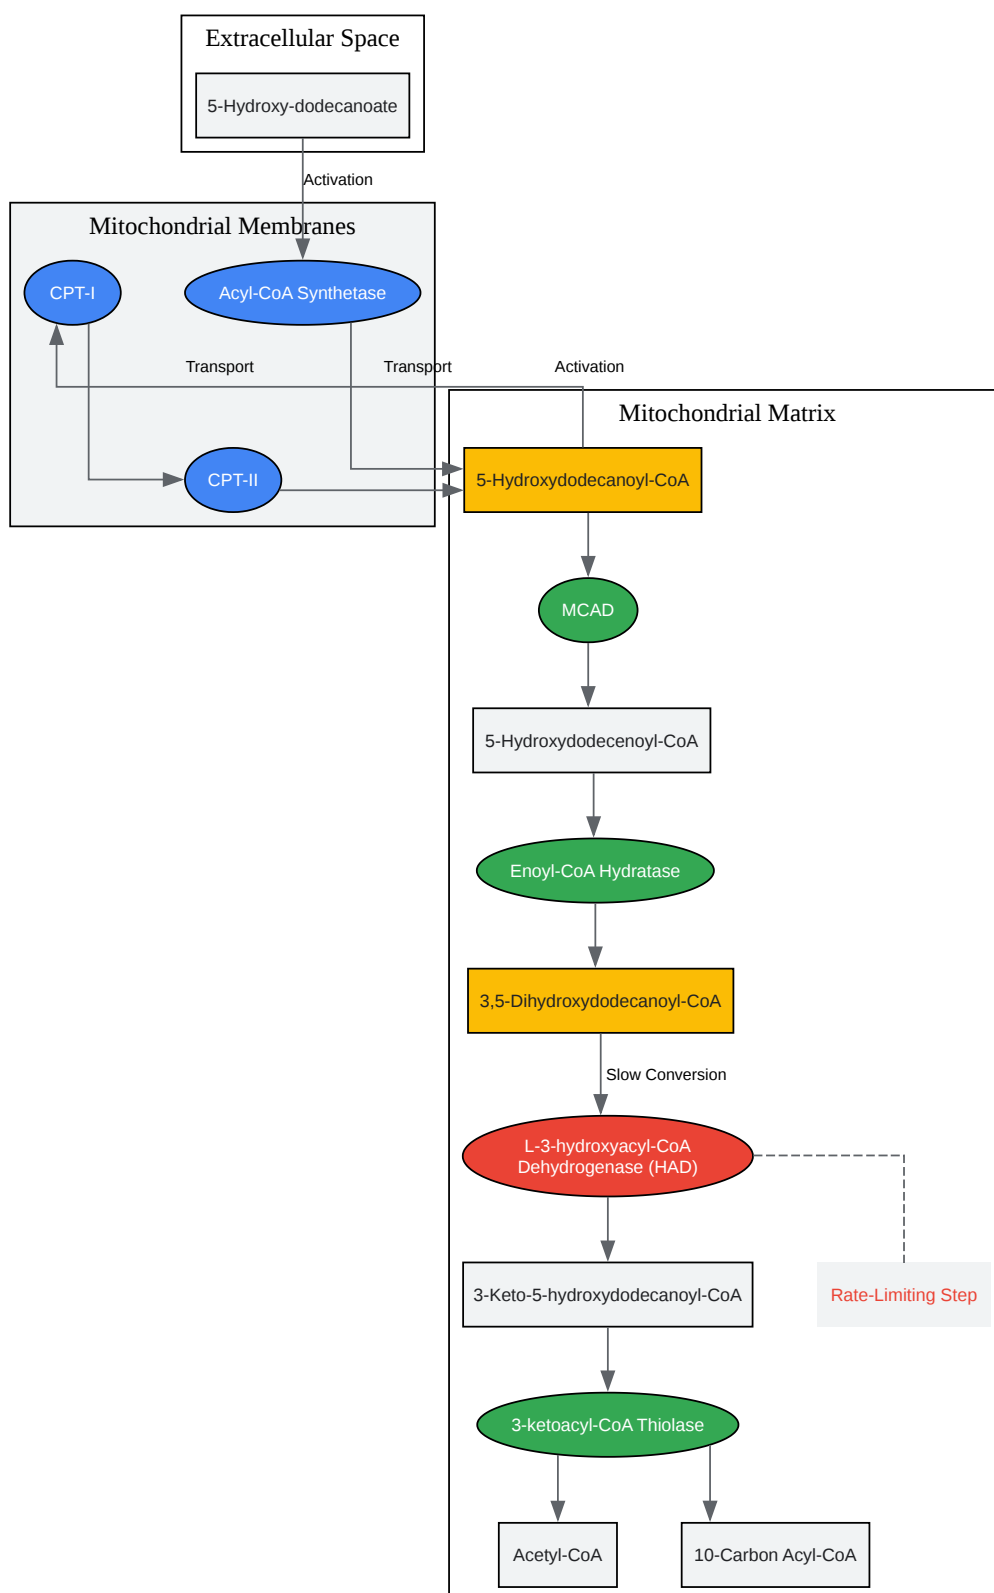 Extracellular Space
5-Hydroxy-dodecanoate
Activation
Mitochondrial Membranes
CPT-I
Acyl-CoA Synthetase
Transport
Transport
Activation
Mitochondrial Matrix
CPT-II
5-Hydroxydodecanoyl-CoA
MCAD
5-Hydroxydodecenoyl-CoA
Enoyl-CoA Hydratase
3,5-Dihydroxydodecanoyl-CoA
Slow Conversion
L-3-hydroxyacyl-CoA
Dehydrogenase (HAD)
3-Keto-5-hydroxydodecanoyl-CoA
Rate-Limiting Step
3-ketoacyl-CoA Thiolase
Acetyl-CoA
10-Carbon Acyl-CoA